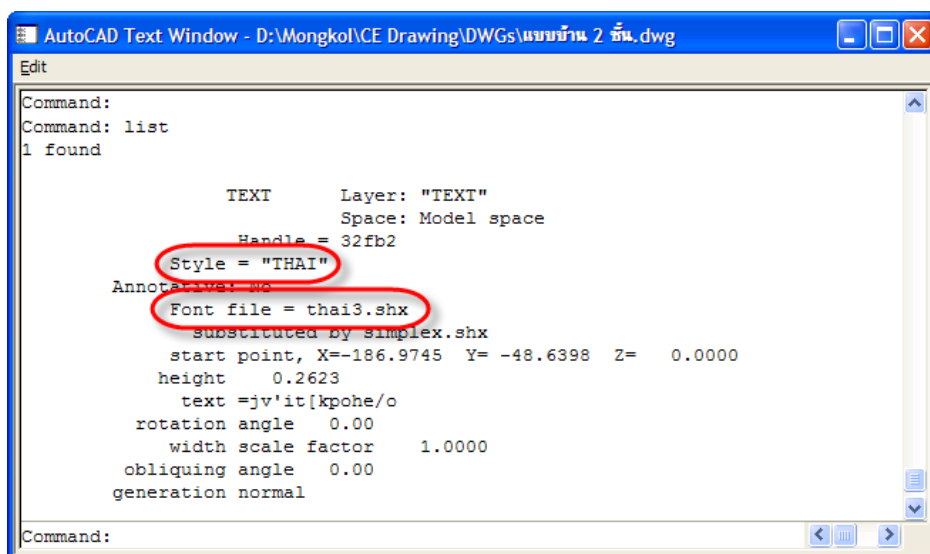 AutoCAD Text Window - D:\Mongkol\CE Drawing\DWGs\แบบบ้าน 2 ชั้น.dwg
Edit
Command:
Command: list
1 found
TEXT Layer: "TEXT"
Space: Model space
Handle = 32fb2
Style = "THAI"
Annotative: No
Font file = thai3.shx
substituted by simplex.shx
start point, X=-186.9745 Y= -48.6398 Z= 0.0000
height 0.2623
text =jv'it[kpohe/o
rotation angle 0.00
width scale factor 1.0000
obliquing angle 0.00
generation normal
Command: